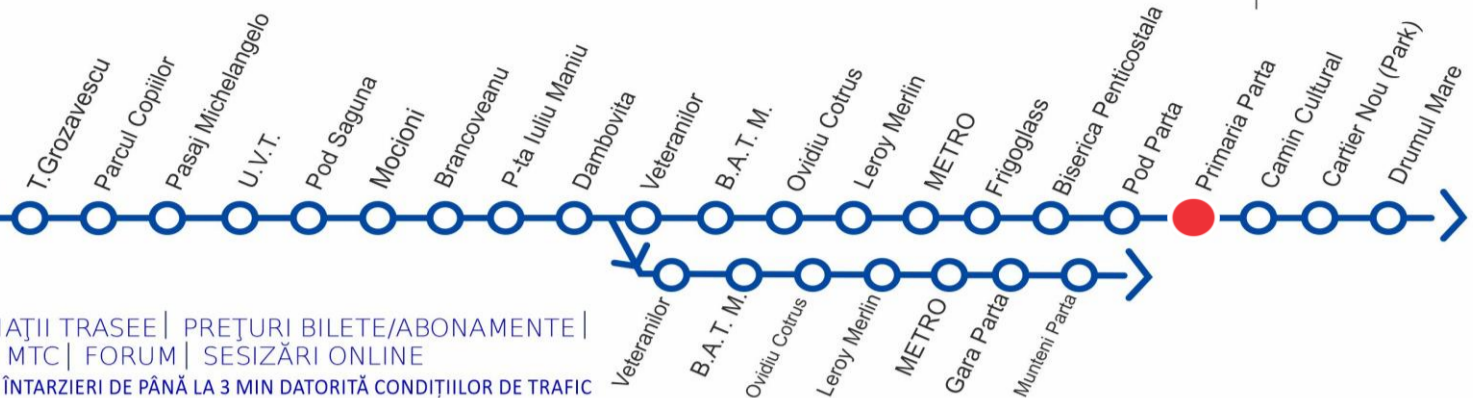 T.Grozavescu
Parcul Copiilor
Pasaj Michelangelo
U.V.T.
Pod Saguna
Mocioni
Brancoveanu
P-ta Iuliu Maniu
Dambovita
Veteranilor
B.A.T. M.
Ovidiu Cotrus
Leroy Merlin
METRO
Frigoglass
Biserica Penticostala
Pod Parta
Primaria Parta
Camin Cultural
Cartier Nou (Park)
Drumul Mare
Veteranilor
B.A. T. M.
Ovidiu Cotrus
Leroy Merlin
METRO
Gara Parta
Munteni Parta
AŢII TRASEE| PREŢURI BILETE/ABONAMENTE|
MTC| FORUM| SESIZĂRI ONLINE
ÎNTARZIERI DE PÂNĂ LA 3 MIN DATORITĂ CONDIȚIILOR DE TRAFIC